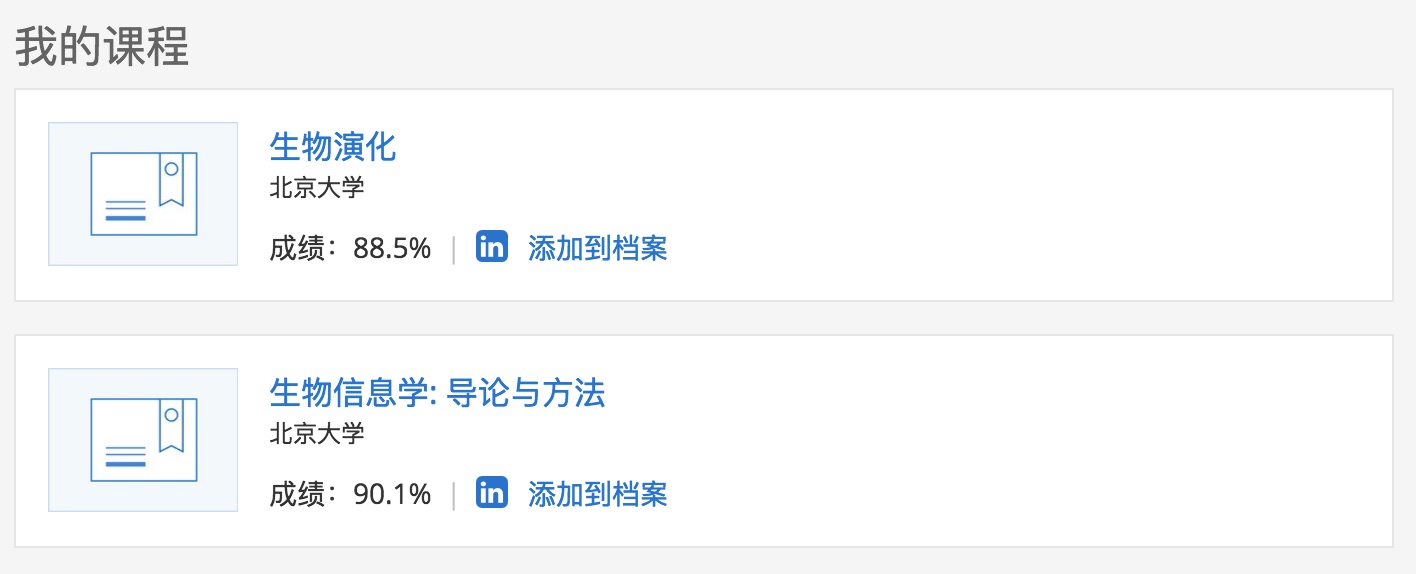 我的课程
生物演化
北京大学
成绩：88.5% | in 添加到档案
生物信息学: 导论与方法
北京大学
成绩：90.1% | in 添加到档案